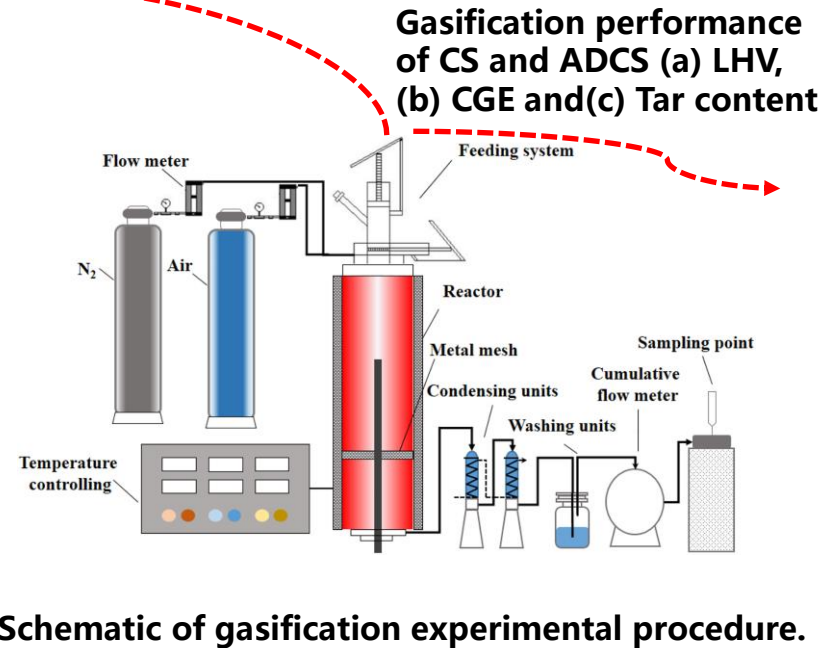 Gasification performance
of CS and ADCS (a) LHV,
(b) CGE and(c) Tar content
Flow meter
Feeding system
N2
Air
Reactor
Metal mesh
Sampling point
Cumulative
flow meter
Condensing units
Washing units
Temperature
controlling
Schematic of gasification experimental procedure.